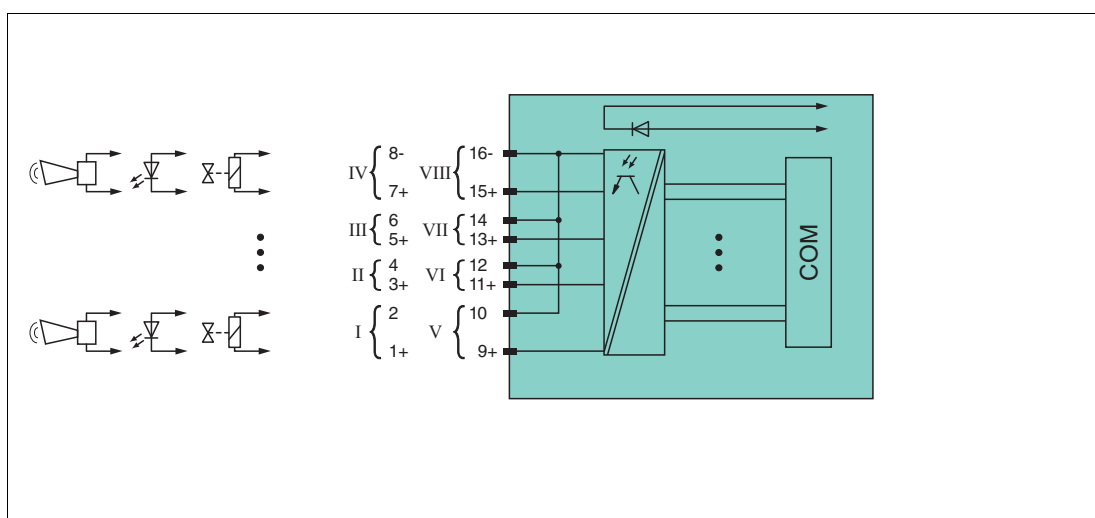 IV 8- VIII 16-
7+ 15+
III 6 VII 14
5+ 13+
II 4 VI 12
3+ 11+
I 2 V 10
1+ 9+
COM